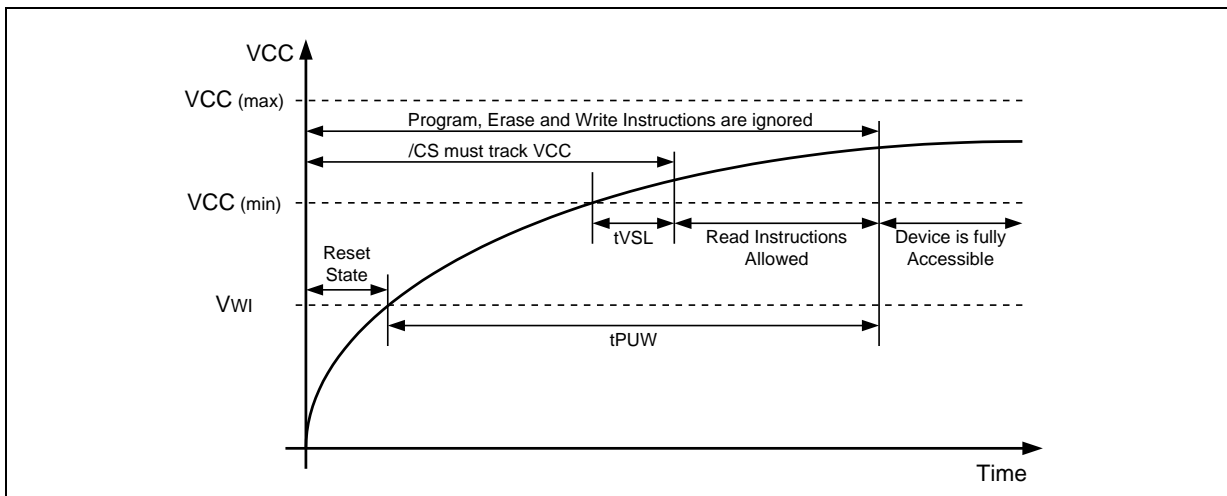 VCC
VCC (max)
Program, Erase and Write Instructions are ignored
/CS must track VCC
VCC (min)
tVSL
Read Instructions
Allowed
Device is fully
Accessible
Reset
State
VWI
tPUW
Time